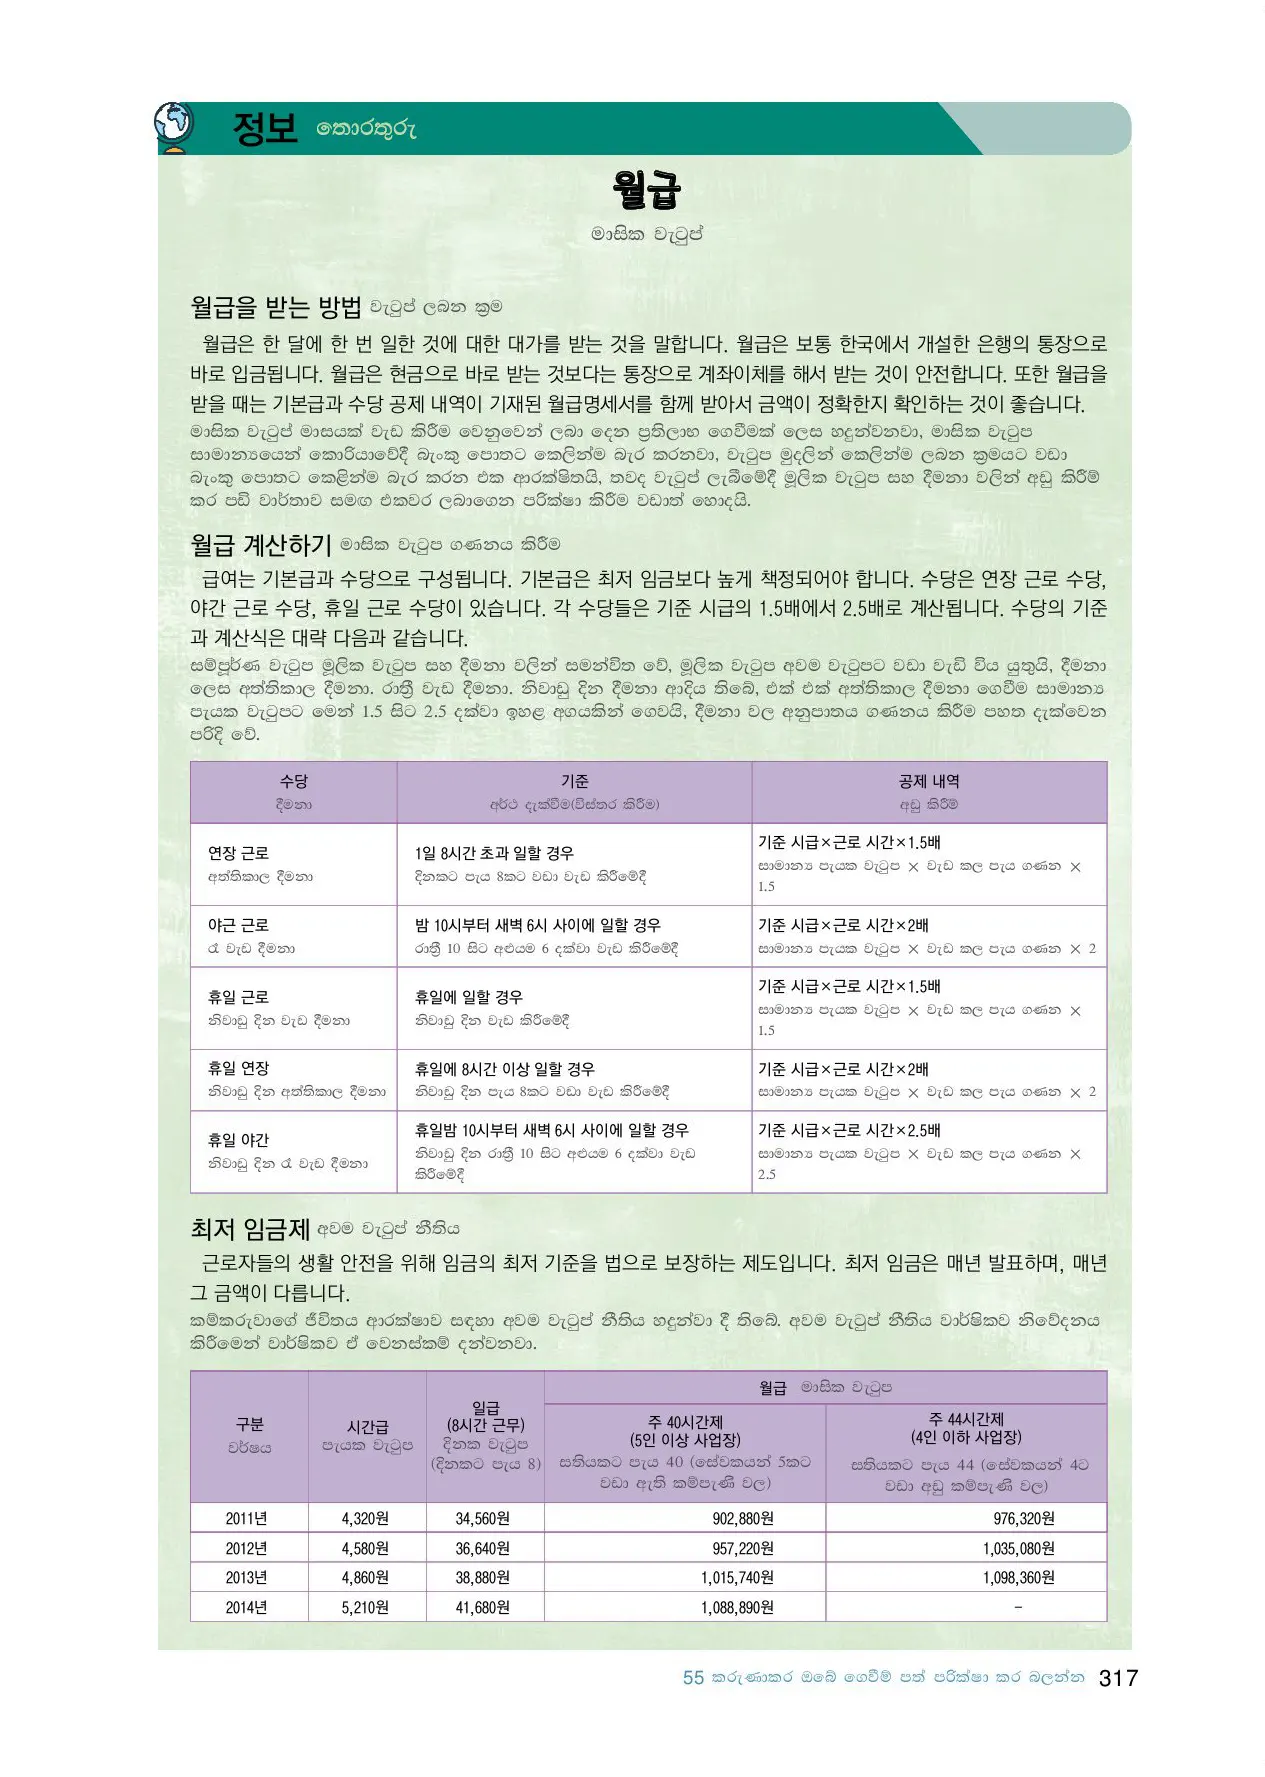 정보 තොරතුරු
월급
මාසික වැටුප්
월급을 받는 방법 වැටුප් ලබන ක්‍රම
월급은 한 달에 한 번 일한 것에 대한 대가를 받는 것을 말합니다. 월급은 보통 한국에서 개설한 은행의 통장으로
바로 입금됩니다. 월급은 현금으로 바로 받는 것보다는 통장으로 계좌이체를 해서 받는 것이 안전합니다. 또한 월급을
받을 때는 기본급과 수당 공제 내역이 기재된 월급명세서를 함께 받아서 금액이 정확한지 확인하는 것이 좋습니다.
මාසික වැටුප් මාසයක් වැඩ කිරීම වෙනුවෙන් ලබා දෙන ප්‍රතිලාභ ගෙවීමක් ලෙස හදුන්වනවා, මාසික වැටුප
සාමාන්‍යයෙන් කොරියාවේදී බැංකු පොතට කෙලින්ම බැර කරනවා, වැටුප මුදලින් කෙලින්ම ලබන ක්‍රමයට වඩා
බැංකු පොතට කෙළින්ම බැර කරන එක ආරක්ෂිතයි, තවද වැටුප් ලැබීමේදී මූලික වැටුප සහ දීමනා වලින් අඩු කිරීම්
කර පඩි වාර්තාව සමඟ එකවර ලබාගෙන පරික්ෂා කිරීම වඩාත් හොදයි.
월급 계산하기 මාසික වැටුප ගණනය කිරීම
급여는 기본급과 수당으로 구성됩니다. 기본급은 최저 임금보다 높게 책정되어야 합니다. 수당은 연장 근로 수당,
야간 근로 수당, 휴일 근로 수당이 있습니다. 각 수당들은 기준 시급의 1.5배에서 2.5배로 계산됩니다. 수당의 기준
과 계산식은 대략 다음과 같습니다.
සම්පූර්ණ වැටුප මූලික වැටුප සහ දීමනා වලින් සමන්විත වේ, මූලික වැටුප අවම වැටුපට වඩා වැඩි විය යුතුයි, දීමනා
ලෙස අත්තිකාල දීමනා. රාත්‍රී වැඩ දීමනා. නිවාඩු දින දීමනා ආදිය තිබේ, එක් එක් අත්තිකාල දීමනා ගෙවීම සාමාන්‍ය
පැයක වැටුපට මෙන් 1.5 සිට 2.5 දක්වා ඉහළ අගයකින් ගෙවයි, දීමනා වල අනුපාතය ගණනය කිරීම පහත දැක්වෙන
පරිදි වේ.
수당 기준 공제 내역
දීමනා අර්ථ දැක්වීම(විස්තර කිරීම) අඩු කිරීම්
연장 근로 1일 8시간 초과 일할 경우 기준 시급×근로 시간×1.5배
අත්තිකාල දීමනා දිනකට පැය 8කට වඩා වැඩ කිරීමේදී සාමාන්‍ය පැයක වැටුප × වැඩ කල පැය ගණන ×
1.5
야근 근로 밤 10시부터 새벽 6시 사이에 일할 경우 기준 시급×근로 시간×2배
රෑ වැඩ දීමනා රාත්‍රී 10 සිට අළුයම 6 දක්වා වැඩ කිරීමේදී සාමාන්‍ය පැයක වැටුප × වැඩ කල පැය ගණන × 2
휴일 근로 휴일에 일할 경우 기준 시급×근로 시간×1.5배
නිවාඩු දින වැඩ දීමනා නිවාඩු දින වැඩ කිරීමේදී සාමාන්‍ය පැයක වැටුප × වැඩ කල පැය ගණන ×
1.5
휴일 연장 휴일에 8시간 이상 일할 경우 기준 시급×근로 시간×2배
නිවාඩු දින අත්තිකාල දීමනා නිවාඩු දින පැය 8කට වඩා වැඩ කිරීමේදී සාමාන්‍ය පැයක වැටුප × වැඩ කල පැය ගණන × 2
휴일 야간 휴일밤 10시부터 새벽 6시 사이에 일할 경우 기준 시급×근로 시간×2.5배
නිවාඩු දින රෑ වැඩ දීමනා නිවාඩු දින රාත්‍රී 10 සිට අළුයම 6 දක්වා වැඩ සාමාන්‍ය පැයක වැටුප × වැඩ කල පැය ගණන ×
කිරීමේදී 2.5
최저 임금제 අවම වැටුප් නීතිය
근로자들의 생활 안전을 위해 임금의 최저 기준을 법으로 보장하는 제도입니다. 최저 임금은 매년 발표하며, 매년
그 금액이 다릅니다.
කම්කරුවාගේ ජීවිතය ආරක්ෂාව සඳහා අවම වැටුප් නීතිය හදුන්වා දී තිබේ. අවම වැටුප් නීතිය වාර්ෂිකව නිවේදනය
කිරීමෙන් වාර්ෂිකව ඒ වෙනස්කම් දන්වනවා.
월급 මාසික වැටුප
구분
වර්ෂය
시간급
පැයක වැටුප
일급
(8시간 근무)
දිනක වැටුප
(දිනකට පැය 8)
주 40시간제
(5인 이상 사업장)
සතියකට පැය 40 (සේවකයන් 5කට
වඩා ඇති කම්පැණි වල)
주 44시간제
(4인 이하 사업장)
සතියකට පැය 44 (සේවකයන් 4ට
වඩා අඩු කම්පැණි වල)
2011년 4,320원 34,560원 902,880원 976,320원
2012년 4,580원 36,640원 957,220원 1,035,080원
2013년 4,860원 38,880원 1,015,740원 1,098,360원
2014년 5,210원 41,680원 1,088,890원 –
55 කරුණාකර ඔබේ ගෙවීම් පත් පරික්ෂා කර බලන්න 317